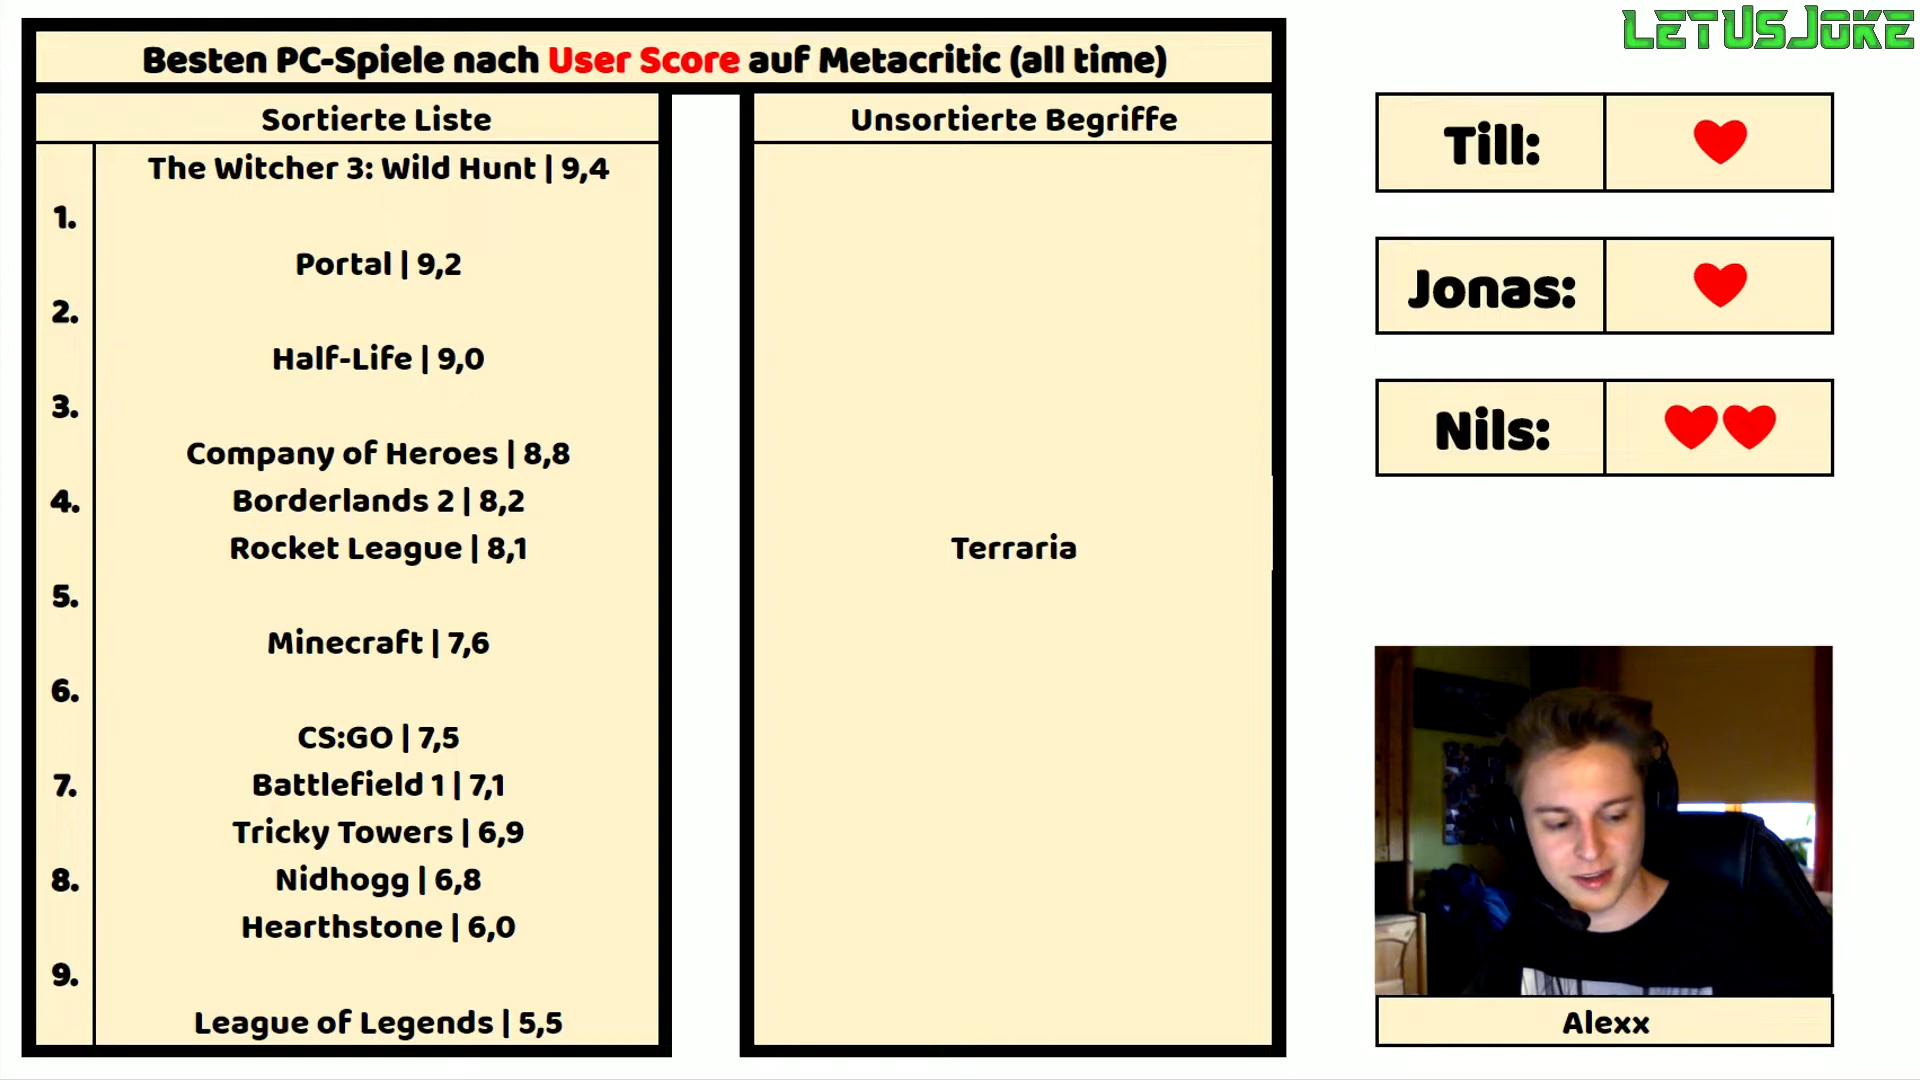 LETUSJOKE
Besten PC-Spiele nach User Score auf Metacritic (all time)
Sortierte Liste
The Witcher 3: Wild Hunt | 9,4
1.
Portal | 9,2
2.
Half-Life | 9,0
3.
Company of Heroes | 8,8
4.
Borderlands 2 | 8,2
Rocket League | 8,1
5.
Minecraft | 7,6
6.
CS:GO | 7,5
7.
Battlefield 1 | 7,1
Tricky Towers | 6,9
8.
Nidhogg | 6,8
Hearthstone | 6,0
9.
League of Legends | 5,5
Unsortierte Begriffe
Terraria
Till:
Jonas:
Nils:
Alexx